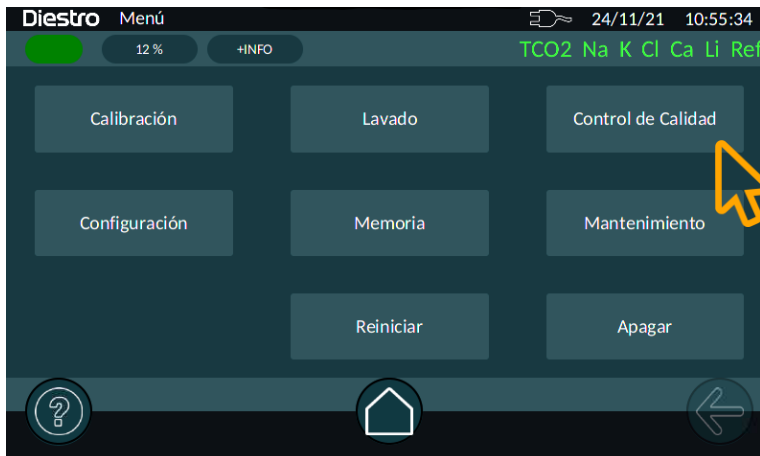 Diestro Menú 24/11/21 10:55:34
12 % +INFO TCO2 Na K Cl Ca Li Ref
Calibración Lavado Control de Calidad
Configuración Memoria Mantenimiento
Reiniciar Apagar
?